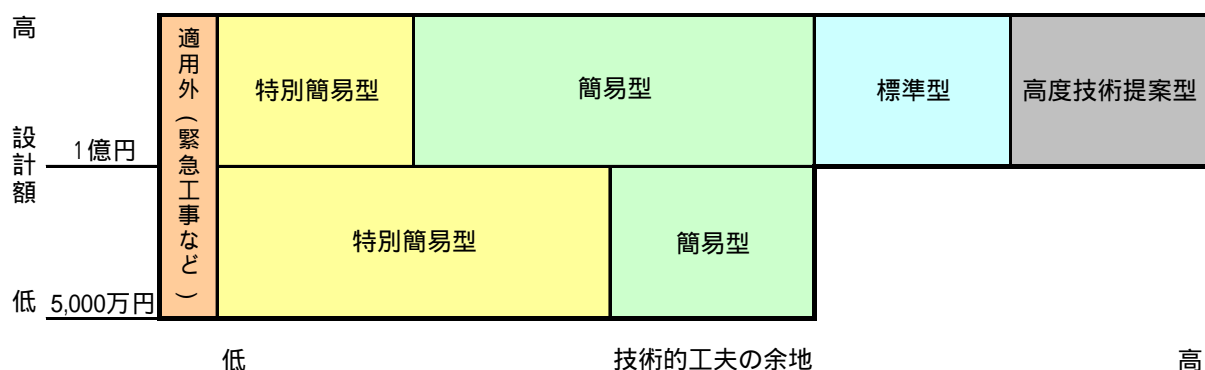 高
設計額
低
1億円
5,000万円
適用外(緊急工事など)
特別簡易型
簡易型
標準型
高度技術提案型
特別簡易型
簡易型
低
技術的工夫の余地
高